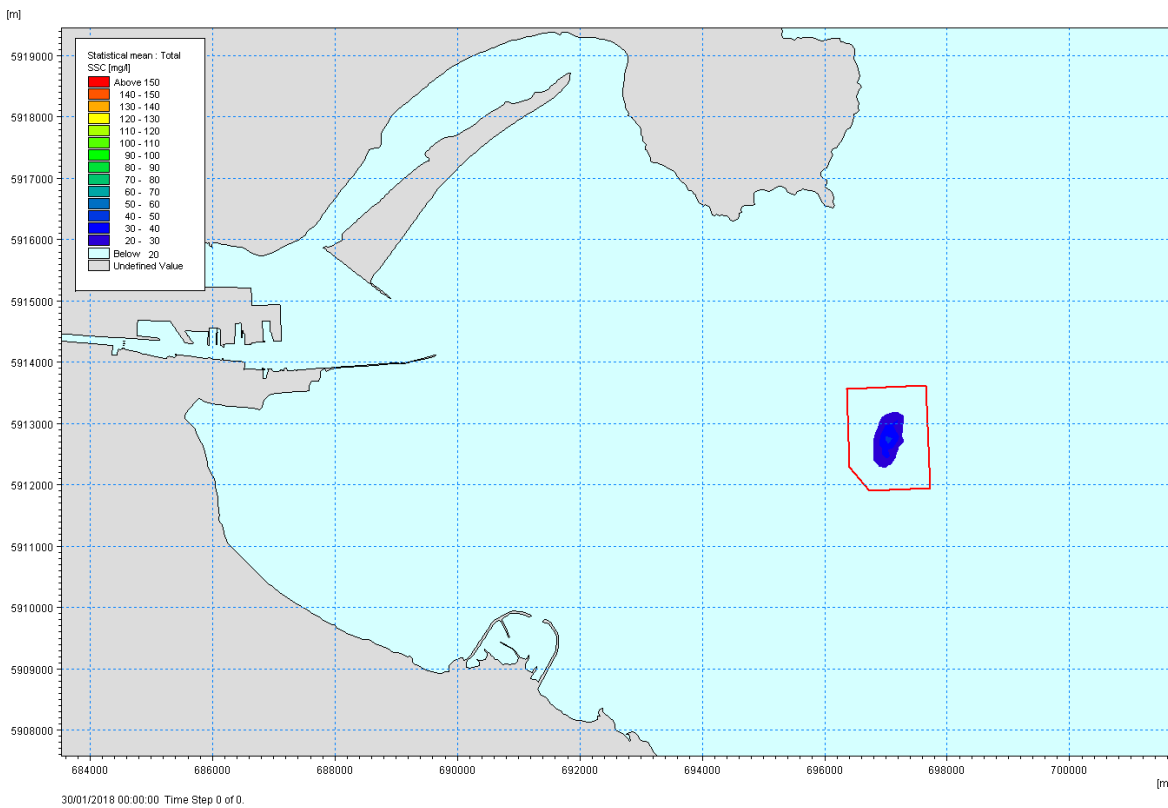 [m]
5919000
5918000
5917000
5916000
5915000
5914000
5913000
5912000
5911000
5910000
5909000
5908000
Statistical mean : Total
SSC [mg/l]
Above 150
140 - 150
130 - 140
120 - 130
110 - 120
100 - 110
90 - 100
80 - 90
70 - 80
60 - 70
50 - 60
40 - 50
30 - 40
20 - 30
Below 20
Undefined Value
684000 686000 688000 690000 692000 694000 696000 698000 700000
[m
30/01/2018 00:00:00 Time Step 0 of 0.